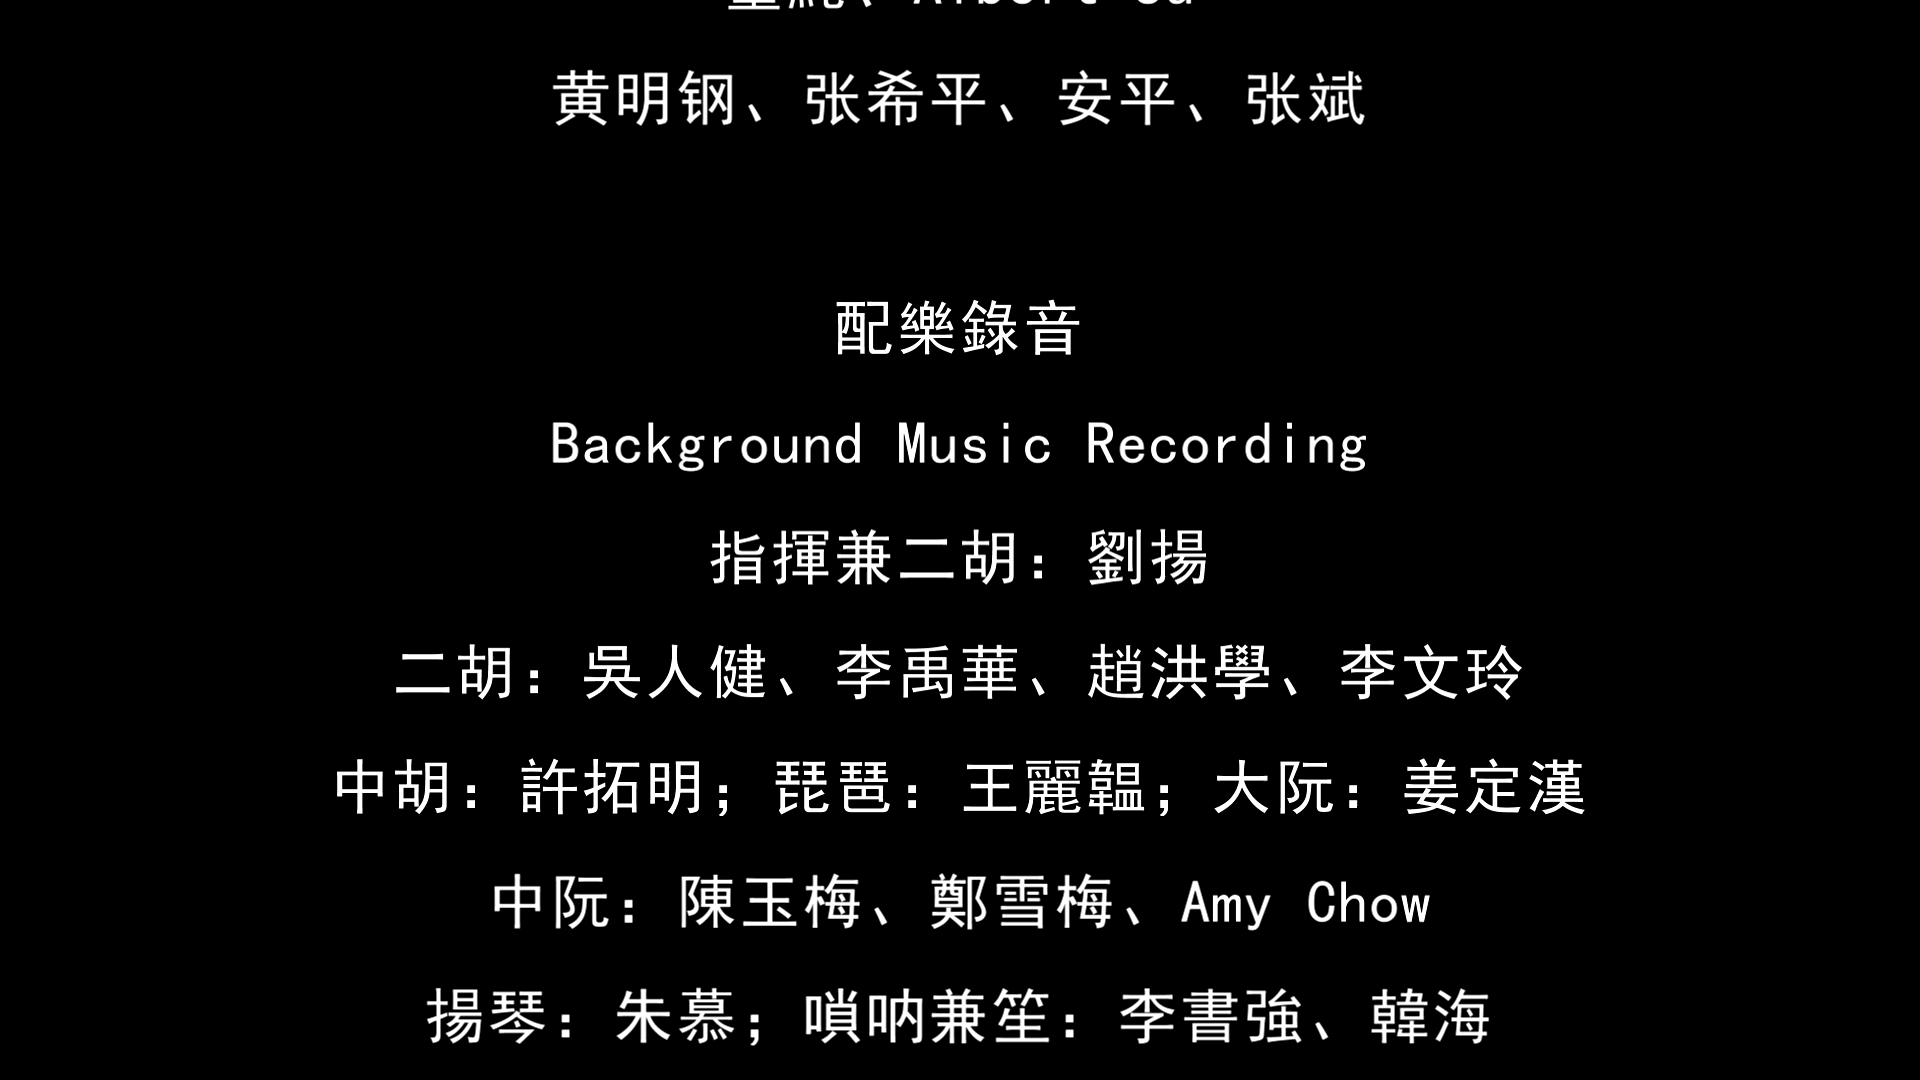 黄明钢、张希平、安平、张斌
配樂錄音
Background Music Recording
指揮兼二胡：劉揚
二胡：吳人健、李禹華、趙洪學、李文玲
中胡：許拓明；琵琶：王麗韞；大阮：姜定漢
中阮：陳玉梅、鄭雪梅、Amy Chow
揚琴：朱慕；嗩吶兼笙：李書強、韓海